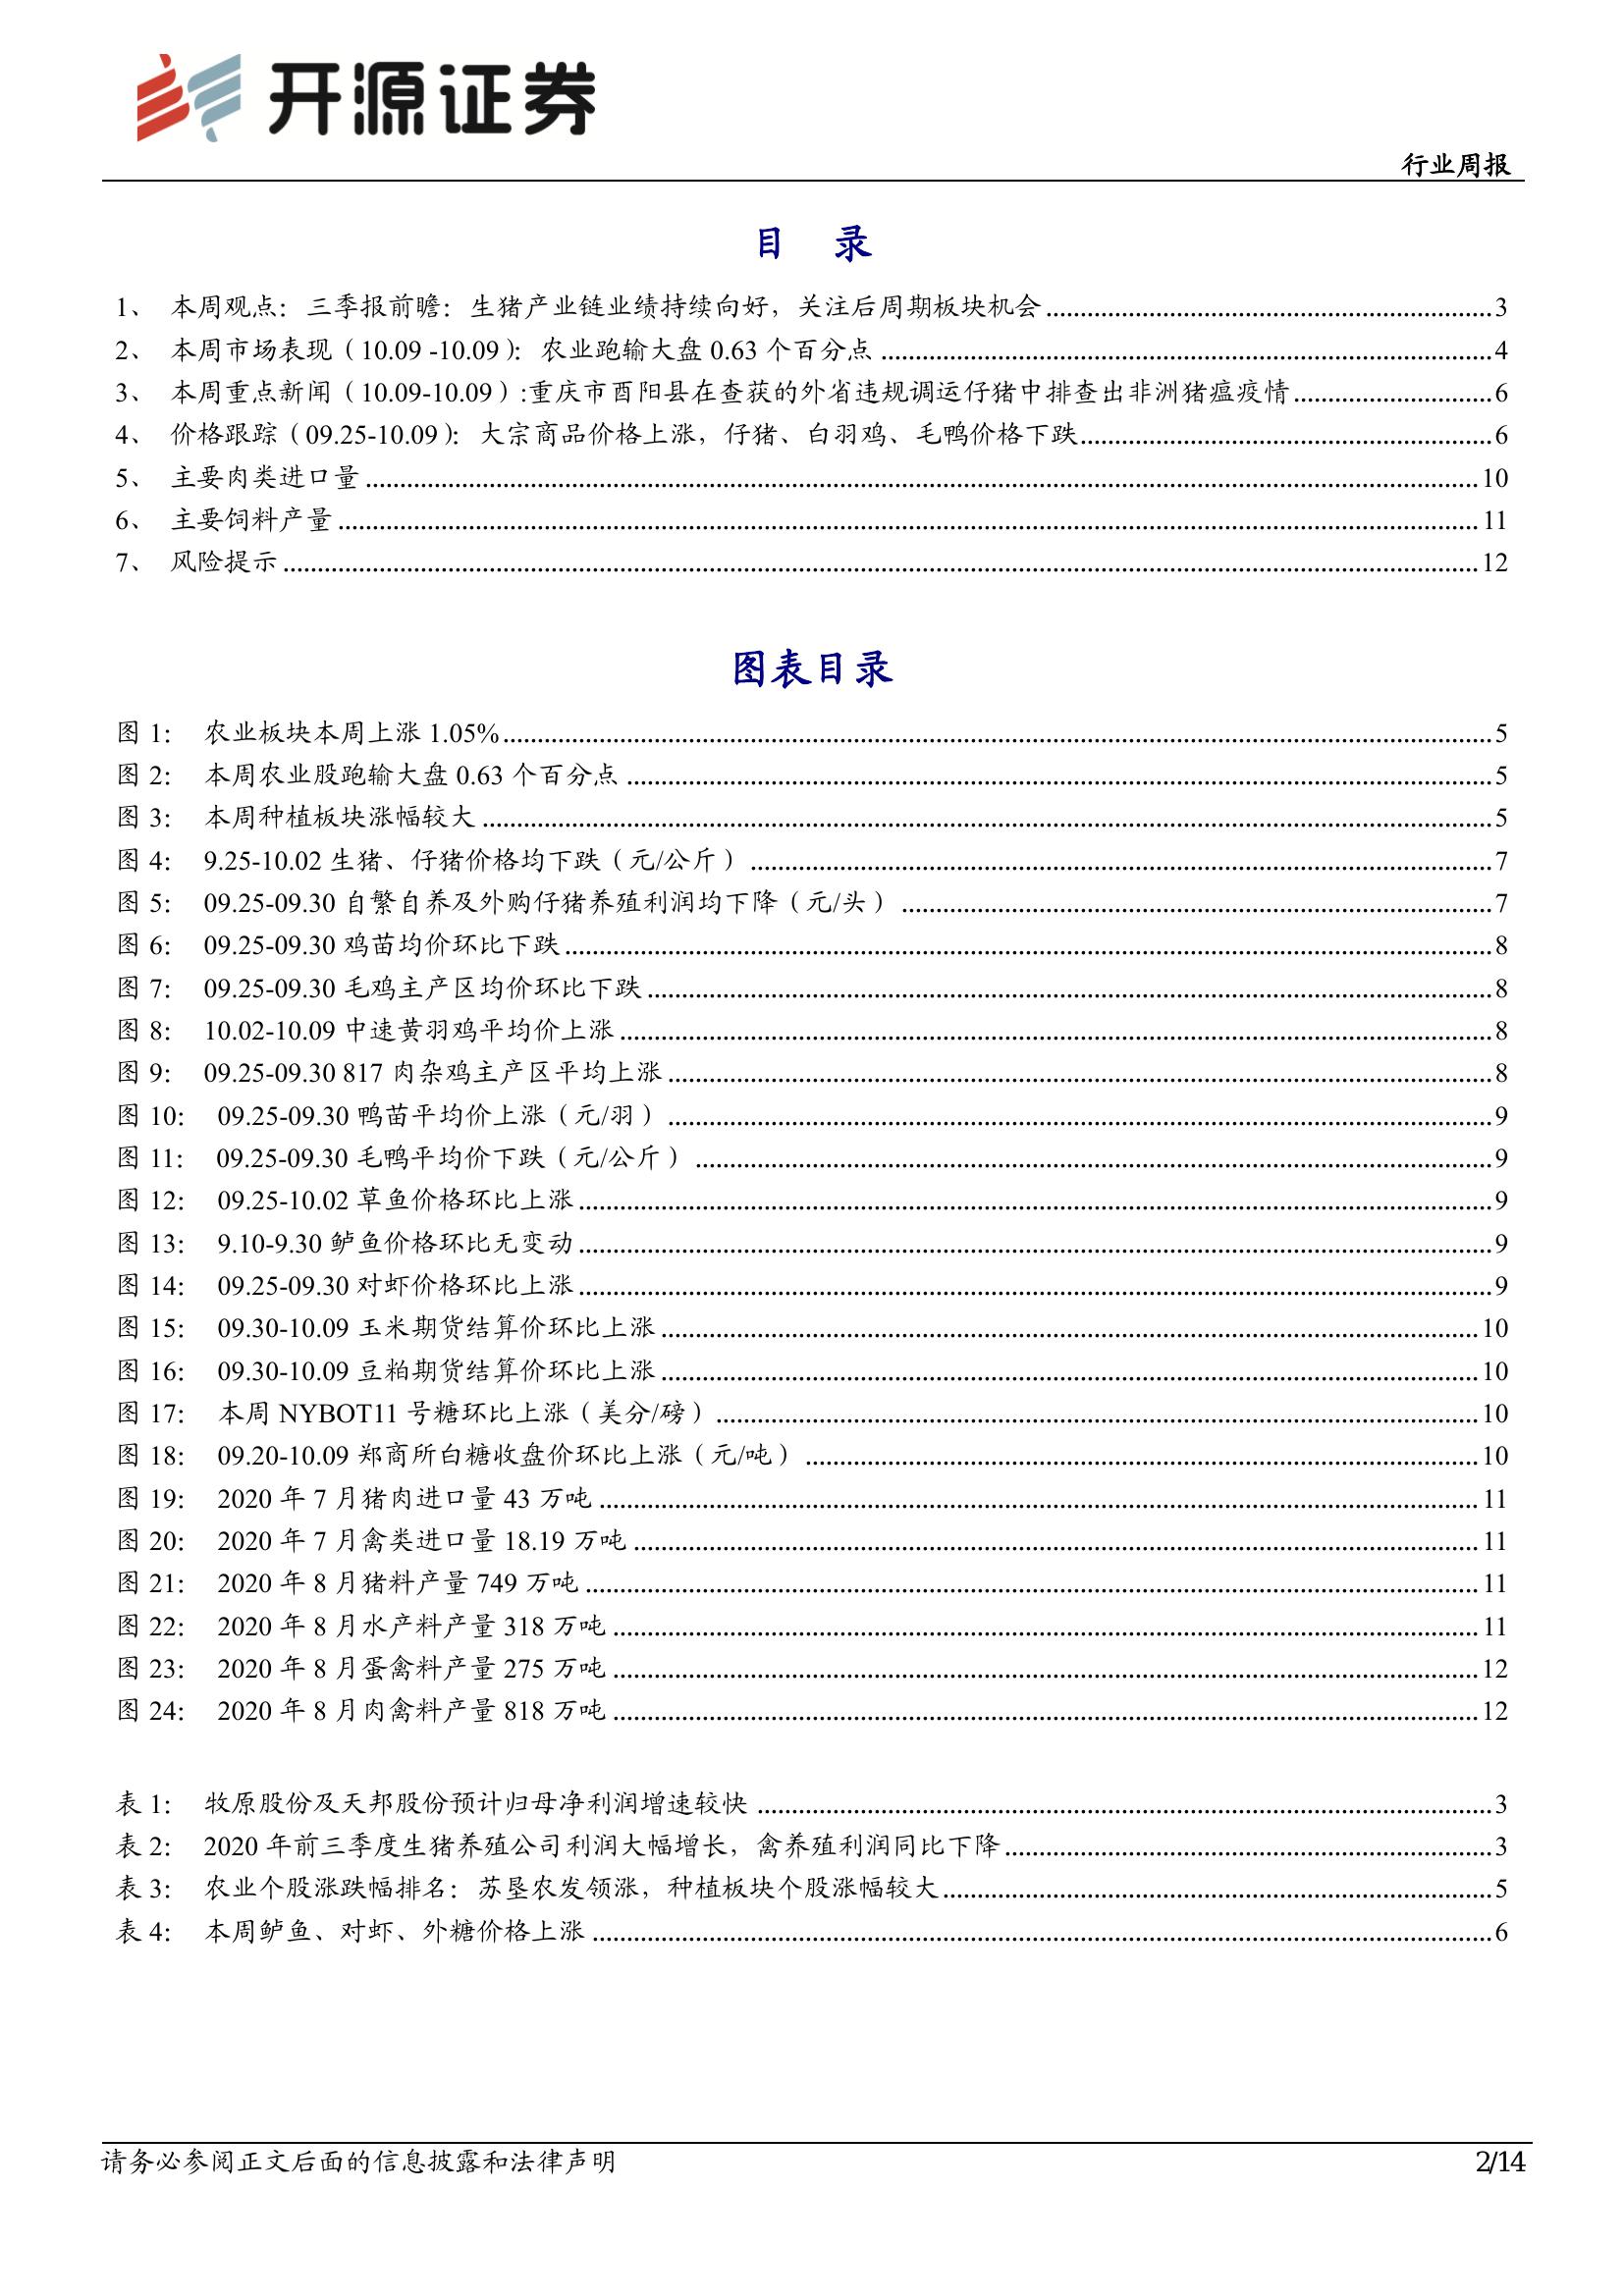 开源证券
行业周报
目 录
1、 本周观点：三季报前瞻：生猪产业链业绩持续向好，关注后周期板块机会 3
2、 本周市场表现（10.09 -10.09）：农业跑输大盘 0.63 个百分点 4
3、 本周重点新闻（10.09-10.09）:重庆市酉阳县在查获的外省违规调运仔猪中排查出非洲猪瘟疫情 6
4、 价格跟踪（09.25-10.09）：大宗商品价格上涨，仔猪、白羽鸡、毛鸭价格下跌 6
5、 主要肉类进口量 10
6、 主要饲料产量 11
7、 风险提示 12
图表目录
图 1： 农业板块本周上涨 1.05% 5
图 2： 本周农业股跑输大盘 0.63 个百分点 5
图 3： 本周种植板块涨幅较大 5
图 4： 9.25-10.02 生猪、仔猪价格均下跌（元/公斤） 7
图 5： 09.25-09.30 自繁自养及外购仔猪养殖利润均下降（元/头） 7
图 6： 09.25-09.30 鸡苗均价环比下跌 8
图 7： 09.25-09.30 毛鸡主产区均价环比下跌 8
图 8： 10.02-10.09 中速黄羽鸡平均价上涨 8
图 9： 09.25-09.30 817 肉杂鸡主产区平均上涨 8
图 10： 09.25-09.30 鸭苗平均价上涨（元/羽） 9
图 11： 09.25-09.30 毛鸭平均价下跌（元/公斤） 9
图 12： 09.25-10.02 草鱼价格环比上涨 9
图 13： 9.10-9.30 鲈鱼价格环比无变动 9
图 14： 09.25-09.30 对虾价格环比上涨 9
图 15： 09.30-10.09 玉米期货结算价环比上涨 10
图 16： 09.30-10.09 豆粕期货结算价环比上涨 10
图 17： 本周 NYBOT11 号糖环比上涨（美分/磅） 10
图 18： 09.20-10.09 郑商所白糖收盘价环比上涨（元/吨） 10
图 19： 2020 年 7 月猪肉进口量 43 万吨 11
图 20： 2020 年 7 月禽类进口量 18.19 万吨 11
图 21： 2020 年 8 月猪料产量 749 万吨 11
图 22： 2020 年 8 月水产料产量 318 万吨 11
图 23： 2020 年 8 月蛋禽料产量 275 万吨 12
图 24： 2020 年 8 月肉禽料产量 818 万吨 12
表 1： 牧原股份及天邦股份预计归母净利润增速较快 3
表 2： 2020 年前三季度生猪养殖公司利润大幅增长，禽养殖利润同比下降 3
表 3： 农业个股涨跌幅排名：苏垦农发领涨，种植板块个股涨幅较大 5
表 4： 本周鲈鱼、对虾、外糖价格上涨 6
请务必参阅正文后面的信息披露和法律声明 2/14